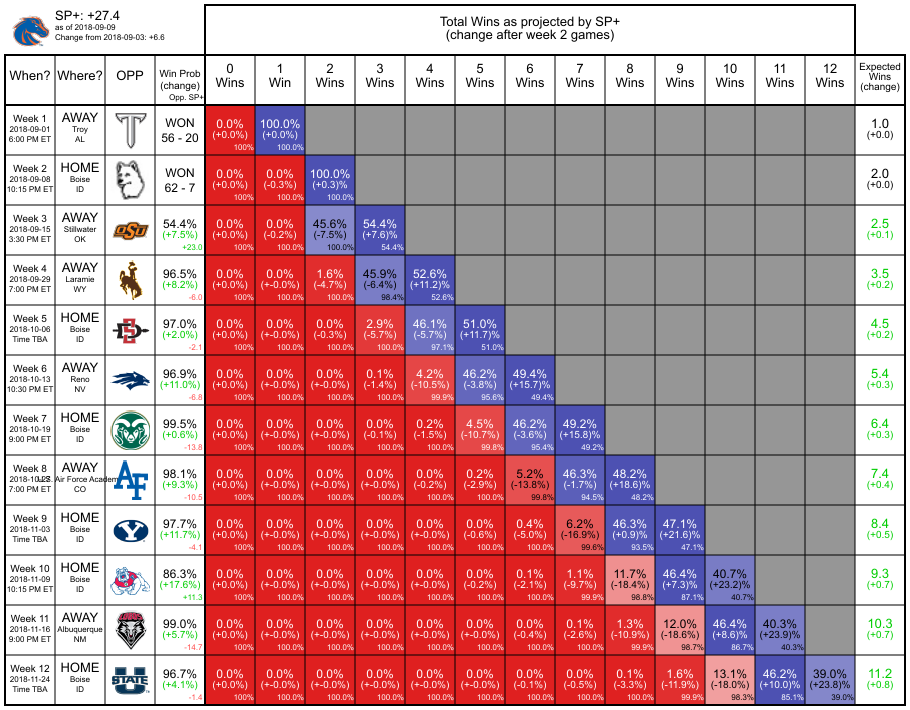 SP+: +27.4
as of 2018-09-09
Change from 2018-09-03: +6.6
Total Wins as projected by SP+
(change after week 2 games)
When? Where? OPP Win Prob (change) Opp. SP+ 0 Wins 1 Win 2 Wins 3 Wins 4 Wins 5 Wins 6 Wins 7 Wins 8 Wins 9 Wins 10 Wins 11 Wins 12 Wins Expected Wins (change)
Week 1 AWAY WON 0.0% 100.0% 1.0
2018-09-01 Troy 56 - 20 (+0.0%) (+0.0%) (+0.0)
6:00 PM ET AL 100% 100.0%
Week 2 HOME WON 0.0% 0.0% 100.0% 2.0
2018-09-08 Boise 62 - 7 (+0.0%) (-0.3%) (+0.3)% (+0.0)
10:15 PM ET ID 100% 100.0% 100.0%
Week 3 AWAY OSU 54.4% 0.0% 0.0% 45.6% 54.4% 2.5
2018-09-15 Stillwater (+7.5%) (+0.0%) (-0.2%) (-7.5%) (+7.6)% (+0.1)
3:30 PM ET OK +23.0 100% 100.0% 100.0% 54.4%
Week 4 AWAY 96.5% 0.0% 0.0% 1.6% 45.9% 52.6% 3.5
2018-09-29 Laramie (+8.2%) (+0.0%) (+-0.0%) (-4.7%) (-6.4%) (+11.2)% (+0.2)
7:00 PM ET WY -6.0 100% 100.0% 100.0% 98.4% 52.6%
Week 5 HOME SD 97.0% 0.0% 0.0% 0.0% 2.9% 46.1% 51.0% 4.5
2018-10-06 Boise (+2.0%) (+0.0%) (+-0.0%) (-0.3%) (-5.7%) (-5.7%) (+11.7)% (+0.2)
Time TBA ID -2.1 100% 100.0% 100.0% 100.0% 97.1% 51.0%
Week 6 AWAY 96.9% 0.0% 0.0% 0.0% 0.1% 4.2% 46.2% 49.4% 5.4
2018-10-13 Reno (+11.0%) (+0.0%) (+-0.0%) (+-0.0%) (-1.4%) (-10.5%) (-3.8%) (+15.7)% (+0.3)
10:30 PM ET NV -6.8 100% 100.0% 100.0% 100.0% 99.9% 95.6% 49.4%
Week 7 HOME 99.5% 0.0% 0.0% 0.0% 0.0% 0.2% 4.5% 46.2% 49.2% 6.4
2018-10-19 Boise (+0.6%) (+0.0%) (+-0.0%) (+-0.0%) (-0.1%) (-1.5%) (-10.7%) (-3.6%) (+15.8)% (+0.3)
9:00 PM ET ID -13.8 100% 100.0% 100.0% 100.0% 100.0% 99.8% 95.4% 49.2%
Week 8 AWAY AF 98.1% 0.0% 0.0% 0.0% 0.0% 0.0% 0.2% 5.2% 46.3% 48.2% 7.4
2018-10-27 U.S. Air Force Academy (+9.3%) (+0.0%) (+-0.0%) (+-0.0%) (+-0.0%) (-0.2%) (-2.9%) (-13.8%) (-1.7%) (+18.6)% (+0.4)
7:00 PM ET CO -10.5 100% 100.0% 100.0% 100.0% 100.0% 100.0% 99.8% 94.5% 48.2%
Week 9 HOME Y 97.7% 0.0% 0.0% 0.0% 0.0% 0.0% 0.0% 0.4% 6.2% 46.3% 47.1% 8.4
2018-11-03 Boise (+11.7%) (+0.0%) (+-0.0%) (+-0.0%) (+-0.0%) (+-0.0%) (-0.6%) (-5.0%) (-16.9%) (+0.9)% (+21.6)% (+0.5)
Time TBA ID -4.1 100% 100.0% 100.0% 100.0% 100.0% 100.0% 100.0% 99.6% 93.5% 47.1%
Week 10 HOME 86.3% 0.0% 0.0% 0.0% 0.0% 0.0% 0.0% 0.1% 1.1% 11.7% 46.4% 40.7% 9.3
2018-11-09 Boise (+17.6%) (+0.0%) (+-0.0%) (+-0.0%) (+-0.0%) (+-0.0%) (-0.2%) (-2.1%) (-9.7%) (-18.4%) (+7.3)% (+23.2)% (+0.7)
10:15 PM ET ID +11.3 100% 100.0% 100.0% 100.0% 100.0% 100.0% 100.0% 99.9% 98.8% 87.1% 40.7%
Week 11 AWAY 99.0% 0.0% 0.0% 0.0% 0.0% 0.0% 0.0% 0.0% 0.1% 1.3% 12.0% 46.4% 40.3% 10.3
2018-11-16 Albuquerque (+5.7%) (+0.0%) (+-0.0%) (+-0.0%) (+-0.0%) (+-0.0%) (+-0.0%) (-0.4%) (-2.6%) (-10.9%) (-18.6%) (+8.6)% (+23.9)% (+0.7)
9:00 PM ET NM -14.7 100% 100.0% 100.0% 100.0% 100.0% 100.0% 100.0% 100.0% 99.9% 98.7% 86.7% 40.3%
Week 12 HOME U STATE 96.7% 0.0% 0.0% 0.0% 0.0% 0.0% 0.0% 0.0% 0.0% 0.1% 1.6% 13.1% 46.2% 39.0% 11.2
2018-11-24 Boise (+4.1%) (+0.0%) (+-0.0%) (+-0.0%) (+-0.0%) (+-0.0%) (+-0.0%) (-0.1%) (-0.5%) (-3.3%) (-11.9%) (-18.0%) (+10.0)% (+23.8)% (+0.8)
Time TBA ID -1.4 100% 100.0% 100.0% 100.0% 100.0% 100.0% 100.0% 100.0% 100.0% 99.9% 98.3% 85.1% 39.0%